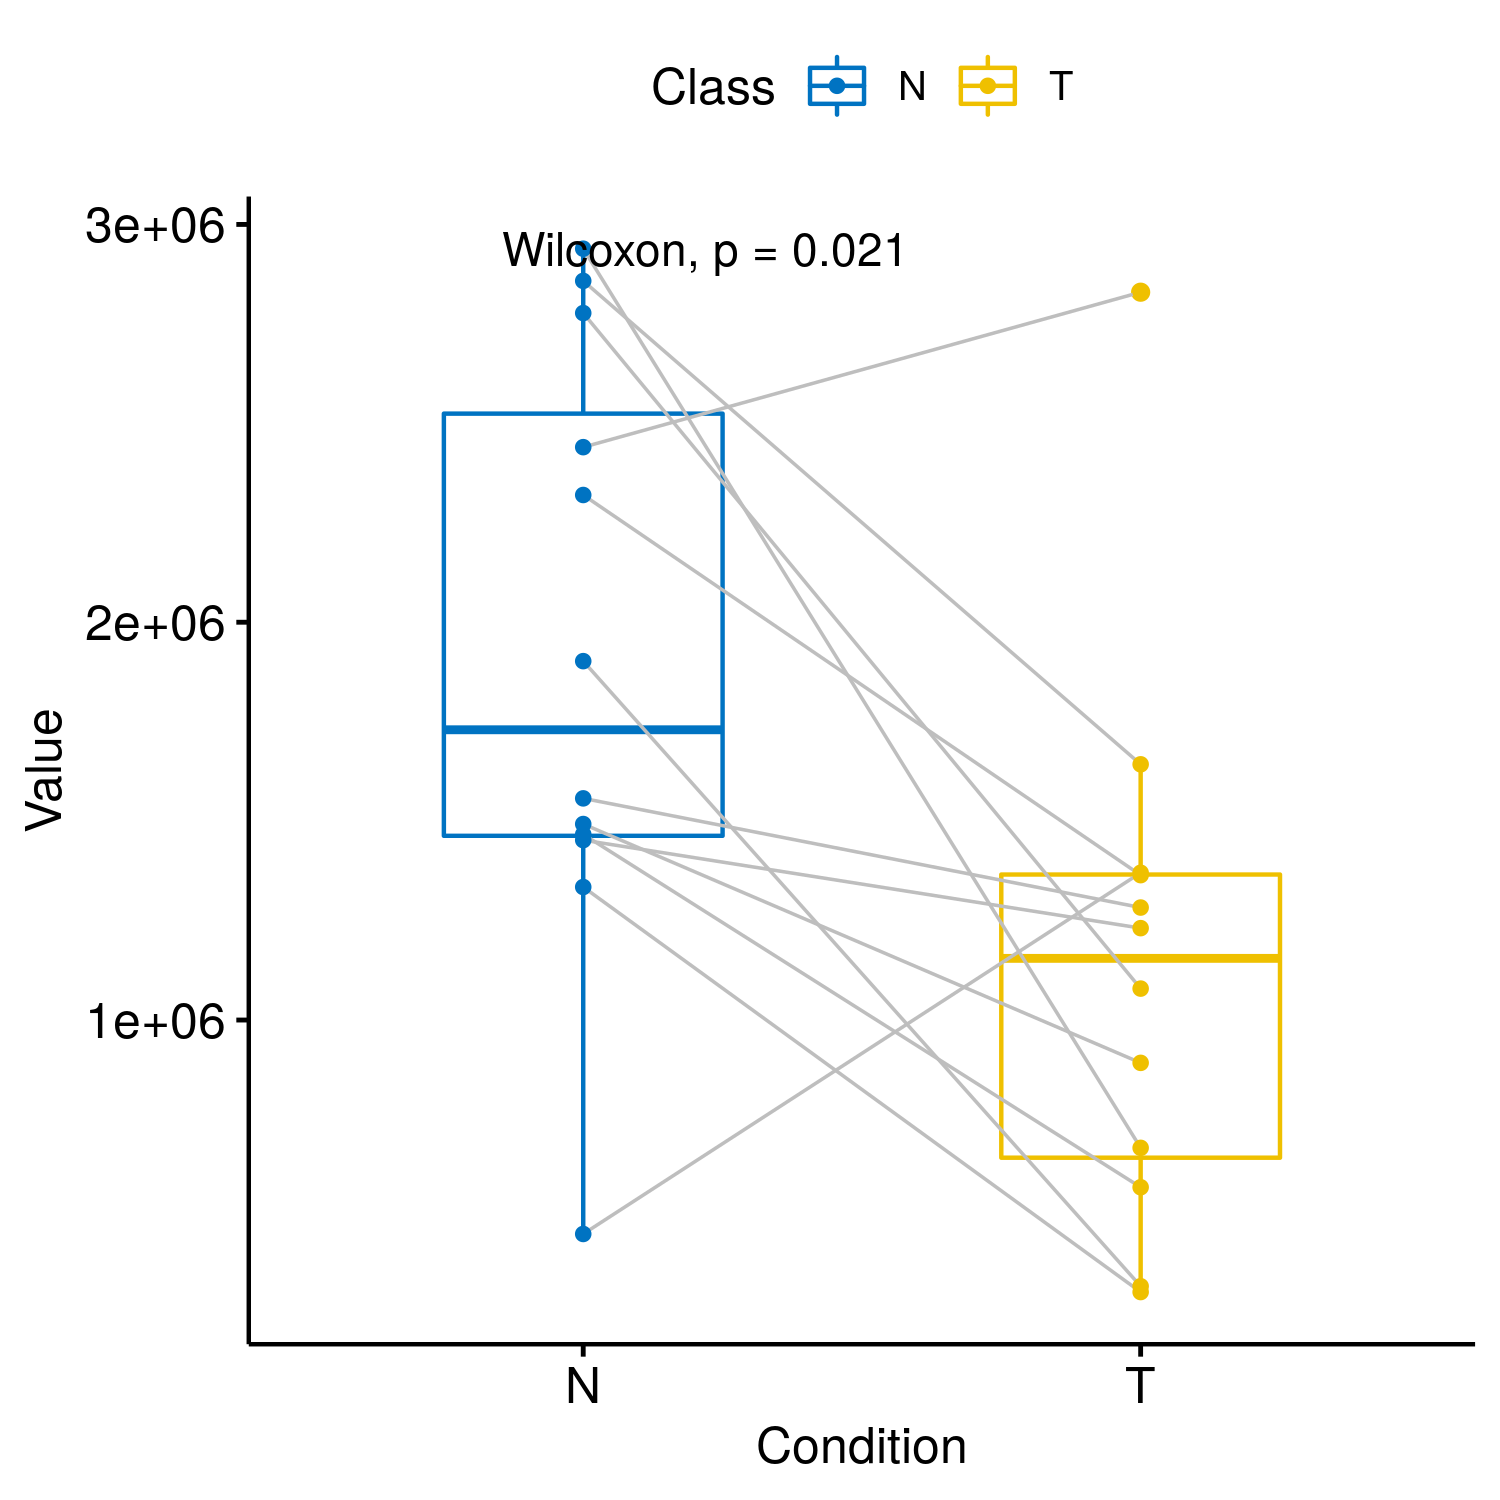 Class N T
3e+06
Wilcoxon, p = 0.021
2e+06
1e+06
Value
N T
Condition